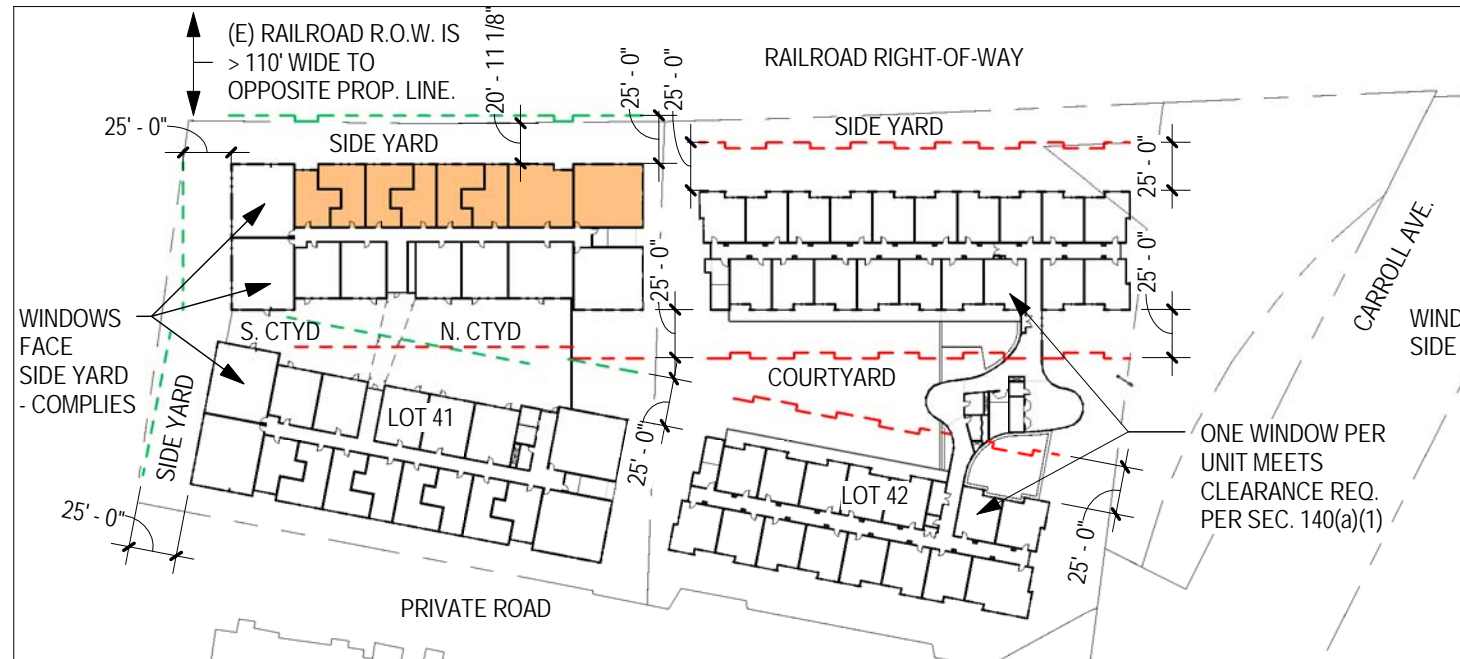 (E) RAILROAD R.O.W. IS
> 110' WIDE TO
OPPOSITE PROP. LINE.
20' - 11 1/8"
25' - 0"
25' - 0"
RAILROAD RIGHT-OF-WAY
25' - 0"
SIDE YARD
SIDE YARD
25' - 0"
CARROLL AVE.
25' - 0"
25' - 0"
WINDOWS
FACE
SIDE YARD
- COMPLIES
S. CTYD
N. CTYD
COURTYARD
WIND
SIDE
LOT 41
SIDE YARD
25' - 0"
LOT 42
ONE WINDOW PER
UNIT MEETS
CLEARANCE REQ.
PER SEC. 140(a)(1)
25' - 0"
25' - 0"
PRIVATE ROAD